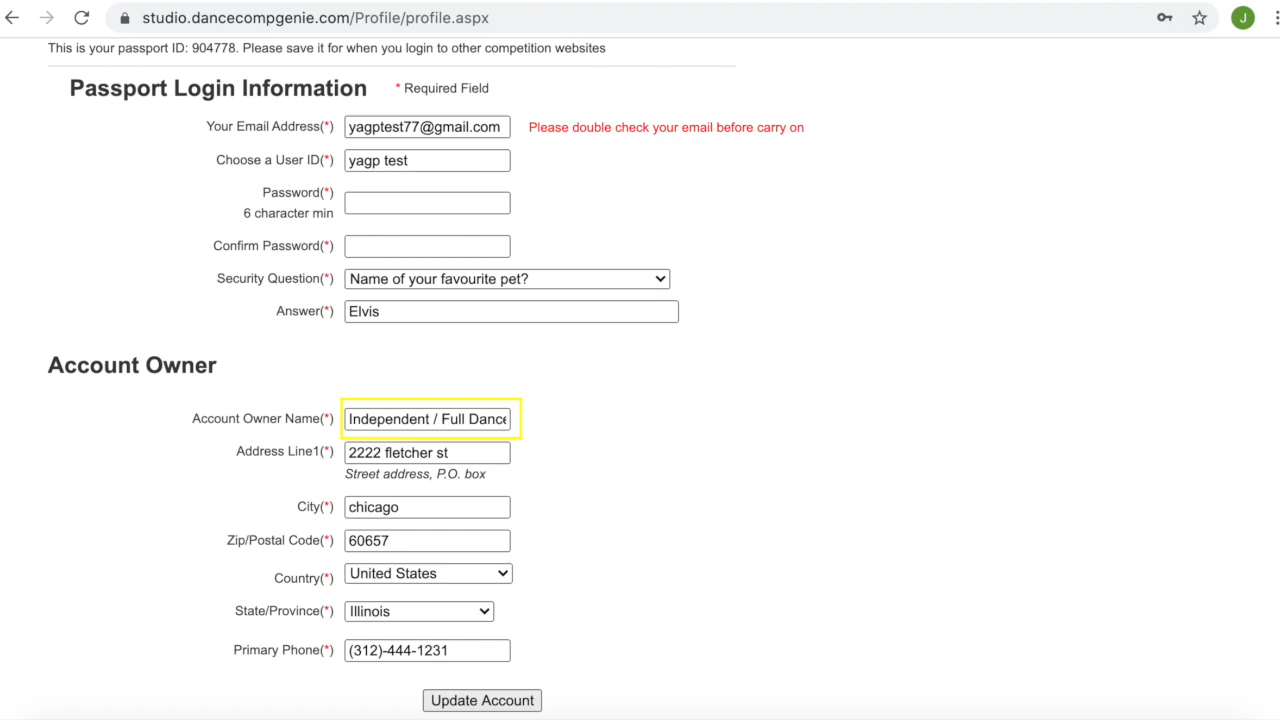 studio.dancecompgenie.com/Profile/profile.aspx
J
This is your passport ID: 904778. Please save it for when you login to other competition websites
Passport Login Information * Required Field
Your Email Address(*) yagptest77@gmail.com Please double check your email before carry on
Choose a User ID(*) yagp test
Password(*)
6 character min
Confirm Password(*)
Security Question(*) Name of your favourite pet?
Answer(*) Elvis
Account Owner
Account Owner Name(*) Independent / Full Dance
Address Line1(*) 2222 fletcher st
Street address, P.O. box
City(*) chicago
Zip/Postal Code(*) 60657
Country(*) United States
State/Province(*) Illinois
Primary Phone(*) (312)-444-1231
Update Account